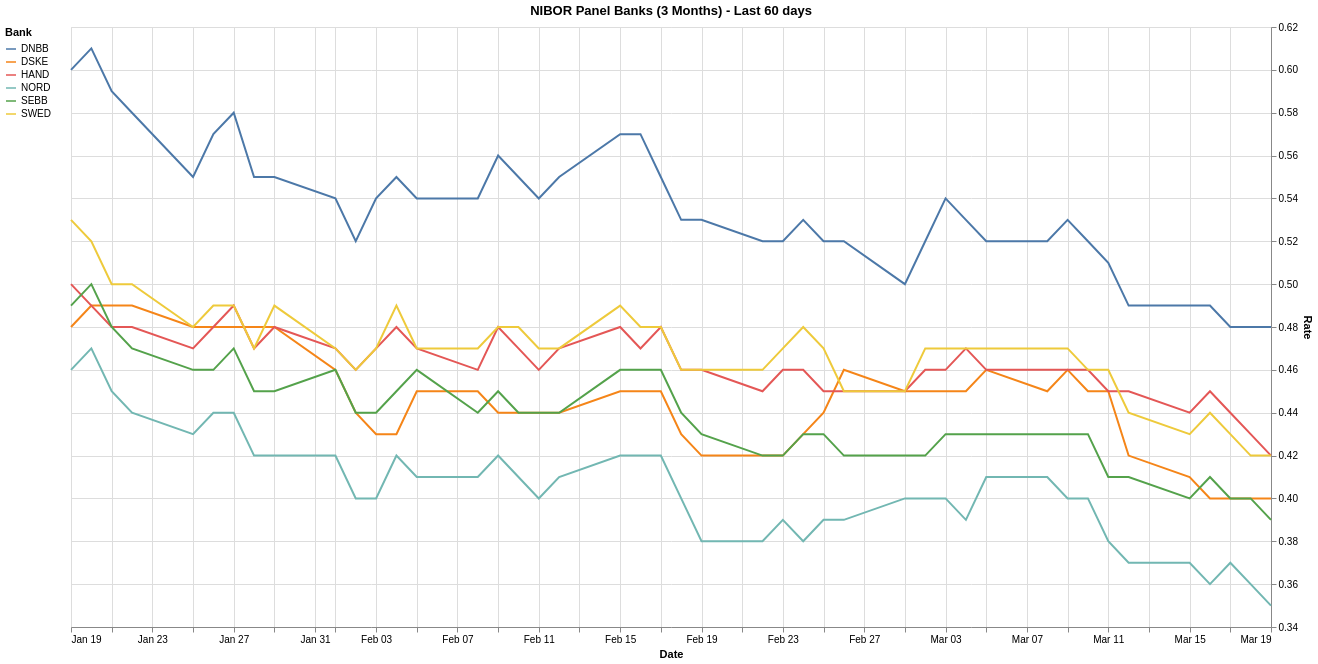 NIBOR Panel Banks (3 Months) - Last 60 days
Bank
DNBB
DSKE
HAND
NORD
SEBB
SWED
0.62
0.60
0.58
0.56
0.54
0.52
0.50
0.48
0.46
0.44
0.42
0.40
0.38
0.36
0.34
Rate
Jan 19 Jan 23 Jan 27 Jan 31 Feb 03 Feb 07 Feb 11 Feb 15 Feb 19 Feb 23 Feb 27 Mar 03 Mar 07 Mar 11 Mar 15 Mar 19
Date